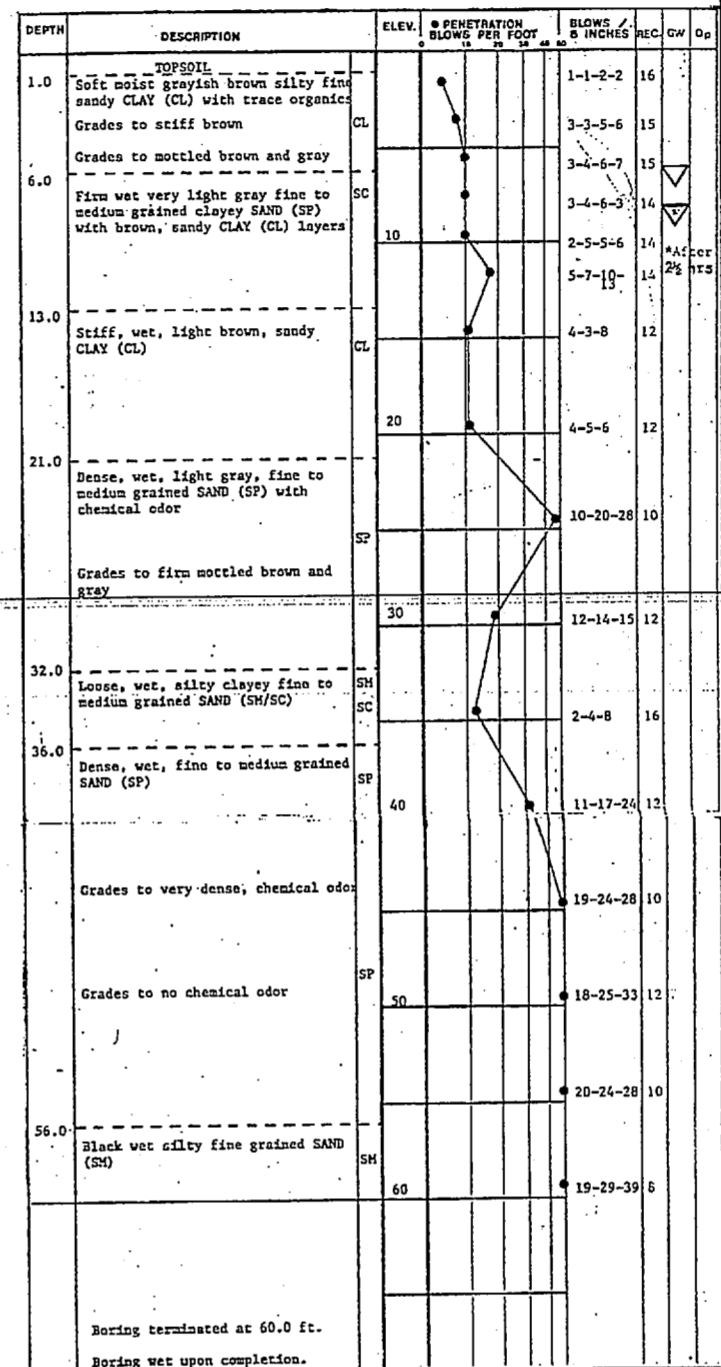 DEPTH DESCRIPTION ELEV. ● PENETRATION BLOWS PER FOOT BLOWS / 6 INCHES REC. GW
0
TOPSOIL
1.0 Soft moist grayish brown silty fine 1-1-2-2 16
sandy CLAY (CL) with trace organics
Grades to stiff brown CL 3-3-5-6 15
Grades to mottled brown and gray 3-4-6-7 15
6.0
Firm wet very light gray fine to SC 3-4-6-3 14
medium grained clayey SAND (SP)
with brown, sandy CLAY (CL) layers
10 2-5-5-6 14
*After
5-7-10-13 14 2½ hrs
13.0
Stiff, wet, light brown, sandy 4-3-8 12
CLAY (CL) CL
20 4-5-6 12
21.0
Dense, wet, light gray, fine to
medium grained SAND (SP) with
chemical odor 10-20-28 10
SP
Grades to firm mottled brown and
gray
30 12-14-15 12
32.0
Loose, wet, silty clayey fine to SM
medium grained SAND (SM/SC) SC 2-4-8 16
36.0
Dense, wet, fine to medium grained
SAND (SP) SP
40 11-17-24 12
Grades to very dense, chemical odor 19-24-28 10
SP
Grades to no chemical odor 18-25-33 12
50
20-24-28 10
56.0
Black wet silty fine grained SAND
(SM) SM
60 19-29-39
Boring terminated at 60.0 ft.
Boring wet upon completion.